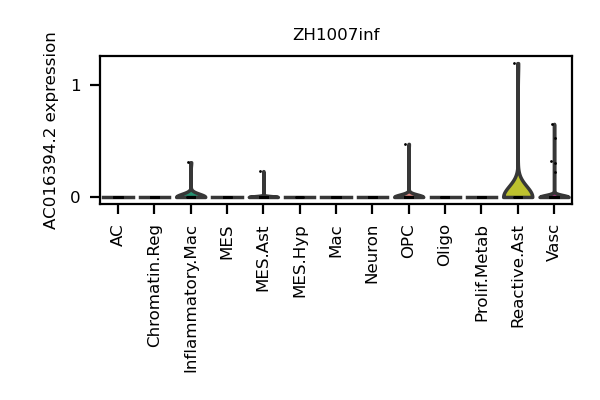 ZH1007inf
AC016394.2 expression
1
0
AC
Chromatin.Reg
Inflammatory.Mac
MES
MES.Ast
MES.Hyp
Mac
Neuron
OPC
Oligo
Prolif.Metab
Reactive.Ast
Vasc